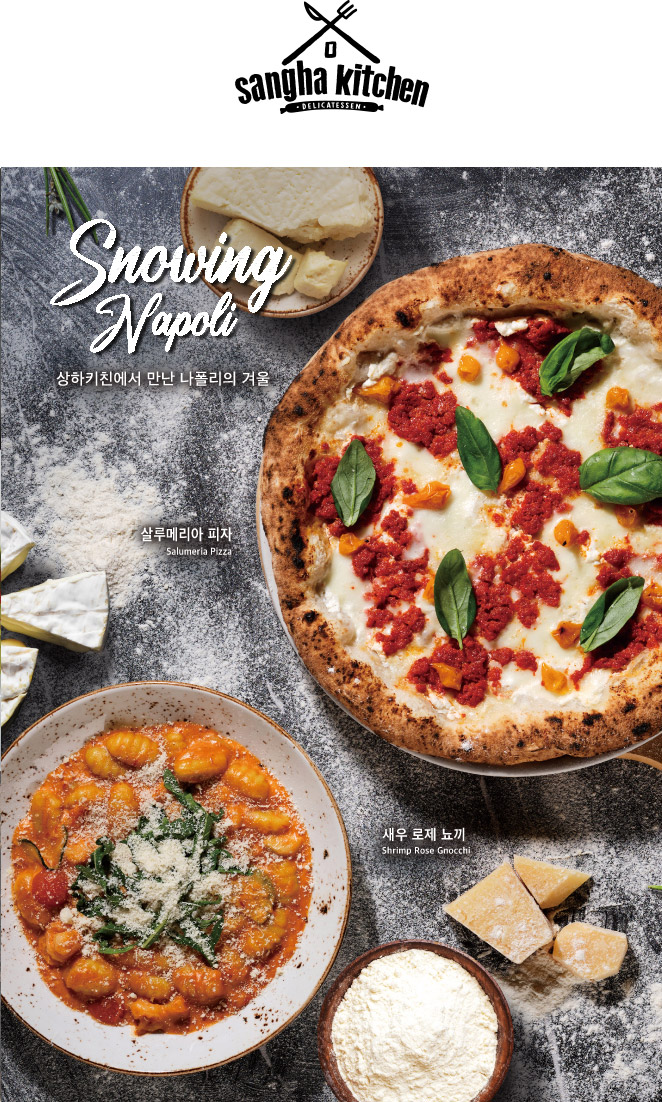 sangha kitchen
DELICATESSEN
Snowing
Napoli
상하키친에서 만난 나폴리의 겨울
살루메리아 피자
Salumeria Pizza
새우 로제 뇨끼
Shrimp Rose Gnocchi